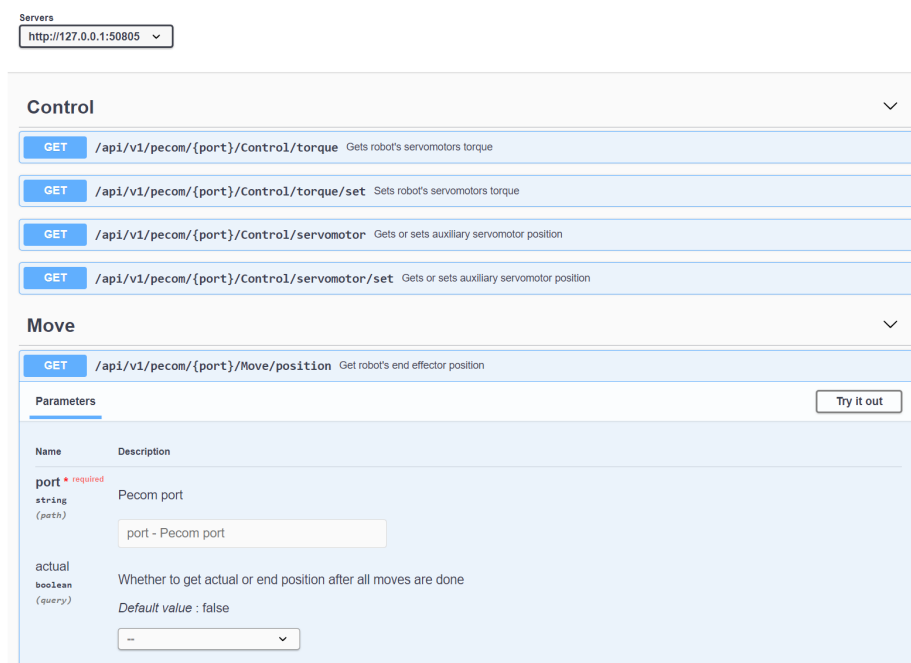 Servers
http://127.0.0.1:50805
Control
GET /api/v1/pecom/{port}/Control/torque Gets robot's servomotors torque
GET /api/v1/pecom/{port}/Control/torque/set Sets robot's servomotors torque
GET /api/v1/pecom/{port}/Control/servomotor Gets or sets auxiliary servomotor position
GET /api/v1/pecom/{port}/Control/servomotor/set Gets or sets auxiliary servomotor position
Move
GET /api/v1/pecom/{port}/Move/position Get robot's end effector position
Parameters Try it out
Name Description
port * required
string
(path)
Pecom port
port - Pecom port
actual
boolean
(query)
Whether to get actual or end position after all moves are done
Default value : false
--